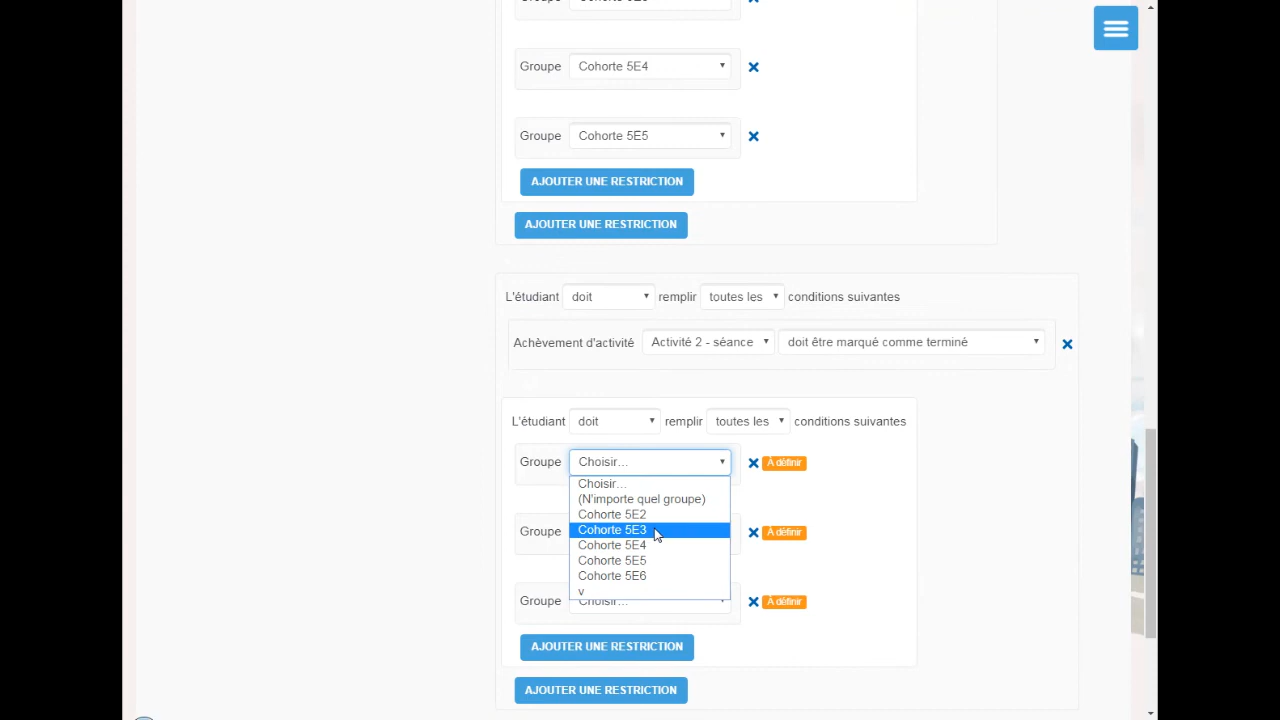 Groupe Cohorte 5E4
Groupe Cohorte 5E5
AJOUTER UNE RESTRICTION
AJOUTER UNE RESTRICTION
L'étudiant doit remplir toutes les conditions suivantes
Achèvement d'activité Activité 2 - séance doit être marqué comme terminé
L'étudiant doit remplir toutes les conditions suivantes
Groupe Choisir... À définir
Choisir...
(N'importe quel groupe)
Cohorte 5E2
Groupe Cohorte 5E3 À définir
Cohorte 5E4
Cohorte 5E5
Cohorte 5E6
v
Groupe Choisir... À définir
AJOUTER UNE RESTRICTION
AJOUTER UNE RESTRICTION